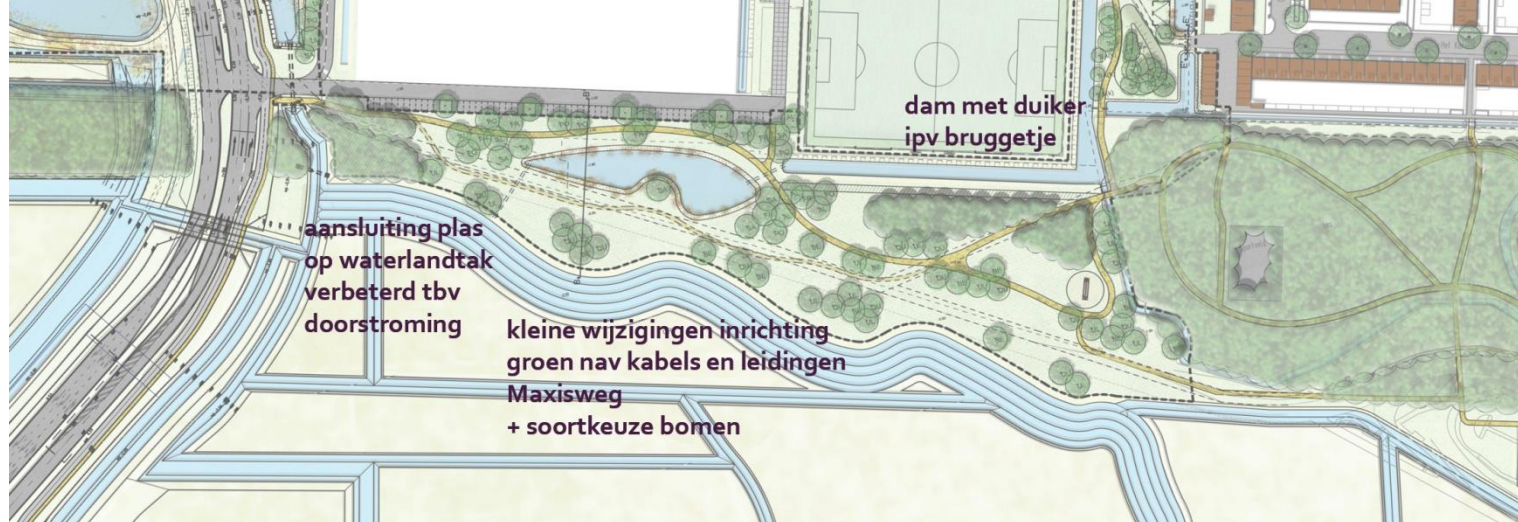 dam met duiker
ipv bruggetje
aansluiting plas
op waterlandtak
verbeterd tbv
doorstroming
kleine wijzigingen inrichting
groen nav kabels en leidingen
Maxisweg
+ soortkeuze bomen